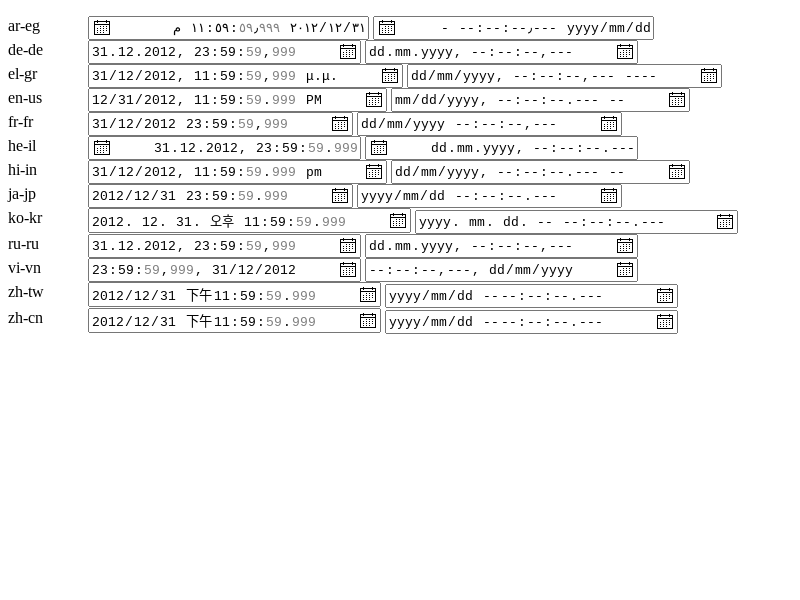 ar-eg ٣١‏/١٢‏/٢٠١٢ ١١:٥٩:٥٩٫٩٩٩ م yyyy/mm/dd --:--:--٫--- -
de-de 31.12.2012, 23:59:59,999 dd.mm.yyyy, --:--:--,---
el-gr 31/12/2012, 11:59:59,999 μ.μ. dd/mm/yyyy, --:--:--,--- ----
en-us 12/31/2012, 11:59:59.999 PM mm/dd/yyyy, --:--:--.--- --
fr-fr 31/12/2012 23:59:59,999 dd/mm/yyyy --:--:--,---
he-il 31.12.2012, 23:59:59.999 dd.mm.yyyy, --:--:--.---
hi-in 31/12/2012, 11:59:59.999 pm dd/mm/yyyy, --:--:--.--- --
ja-jp 2012/12/31 23:59:59.999 yyyy/mm/dd --:--:--.---
ko-kr 2012. 12. 31. 오후 11:59:59.999 yyyy. mm. dd. -- --:--:--.---
ru-ru 31.12.2012, 23:59:59,999 dd.mm.yyyy, --:--:--,---
vi-vn 23:59:59,999, 31/12/2012 --:--:--,---, dd/mm/yyyy
zh-tw 2012/12/31 下午11:59:59.999 yyyy/mm/dd ----:--:--.---
zh-cn 2012/12/31 下午11:59:59.999 yyyy/mm/dd ----:--:--.---